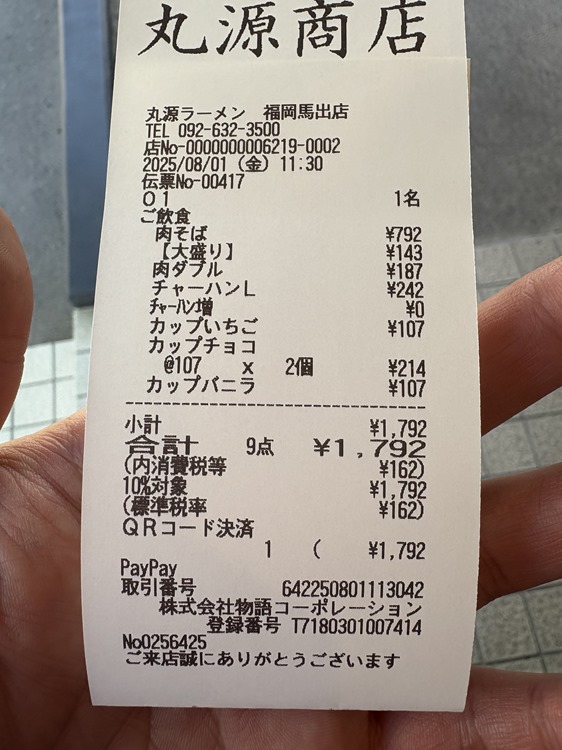 丸源商店
丸源ラーメン 福岡馬出店
TEL 092-632-3500
店No-0000000006219-0002
2025/08/01 (金) 11:30
伝票No-00417
01 1名
ご飲食
肉そば ¥792
【大盛り】 ¥143
肉ダブル ¥187
チャーハンL ¥242
チャーハン増 ¥0
カップいちご ¥107
カップチョコ
@107 x 2個 ¥214
カップバニラ ¥107
小計 ¥1,792
合計 9点 ¥1,792
(内消費税等 ¥162)
10%対象 ¥1,792
(標準税率 ¥162)
QRコード決済
1 ( ¥1,792
PayPay
取引番号 642250801113042
株式会社物語コーポレーション
登録番号 T7180301007414
No0256425
ご来店誠にありがとうございます